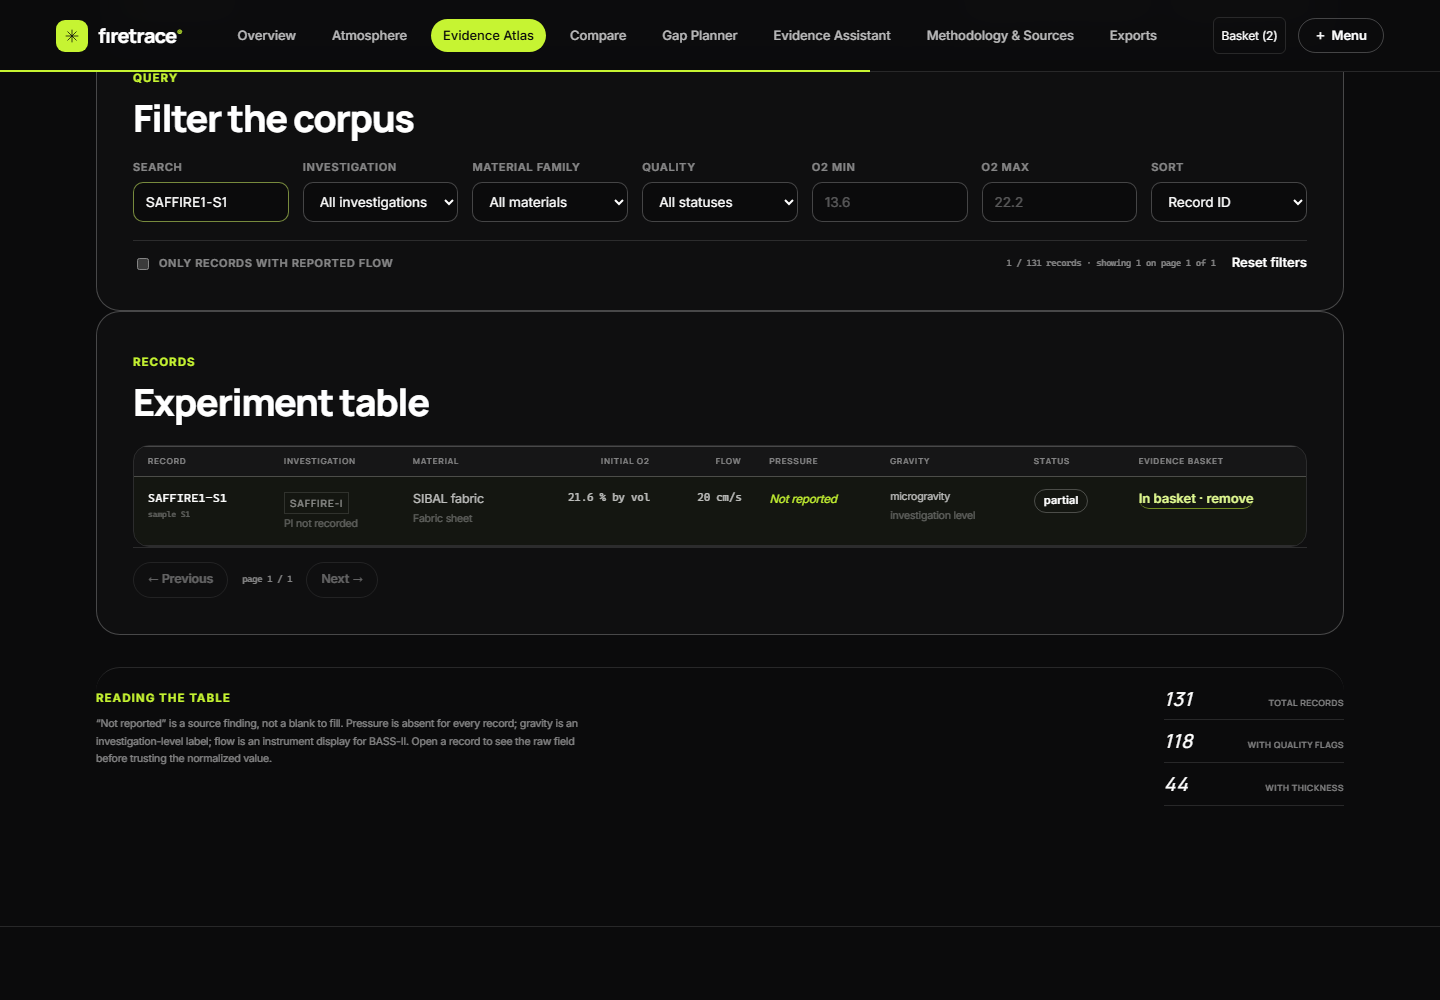 firetrace
Overview
Atmosphere
Evidence Atlas
Compare
Gap Planner
Evidence Assistant
Methodology & Sources
Exports
Basket (2)
+ Menu
QUERY
Filter the corpus
SEARCH INVESTIGATION MATERIAL FAMILY QUALITY O2 MIN O2 MAX SORT
SAFFIRE1-S1 All investigations All materials All statuses 13.6 22.2 Record ID
ONLY RECORDS WITH REPORTED FLOW
1 / 131 records · showing 1 on page 1 of 1
Reset filters
RECORDS
Experiment table
RECORD INVESTIGATION MATERIAL INITIAL O2 FLOW PRESSURE GRAVITY STATUS EVIDENCE BASKET
SAFFIRE1-S1 SAFFIRE-I SIBAL fabric 21.6 % by vol 20 cm/s Not reported microgravity partial In basket · remove
sample S1 PI not recorded Fabric sheet investigation level
← Previous page 1 / 1 Next →
READING THE TABLE
"Not reported" is a source finding, not a blank to fill. Pressure is absent for every record; gravity is an
investigation-level label; flow is an instrument display for BASS-II. Open a record to see the raw field
before trusting the normalized value.
131 TOTAL RECORDS
118 WITH QUALITY FLAGS
44 WITH THICKNESS